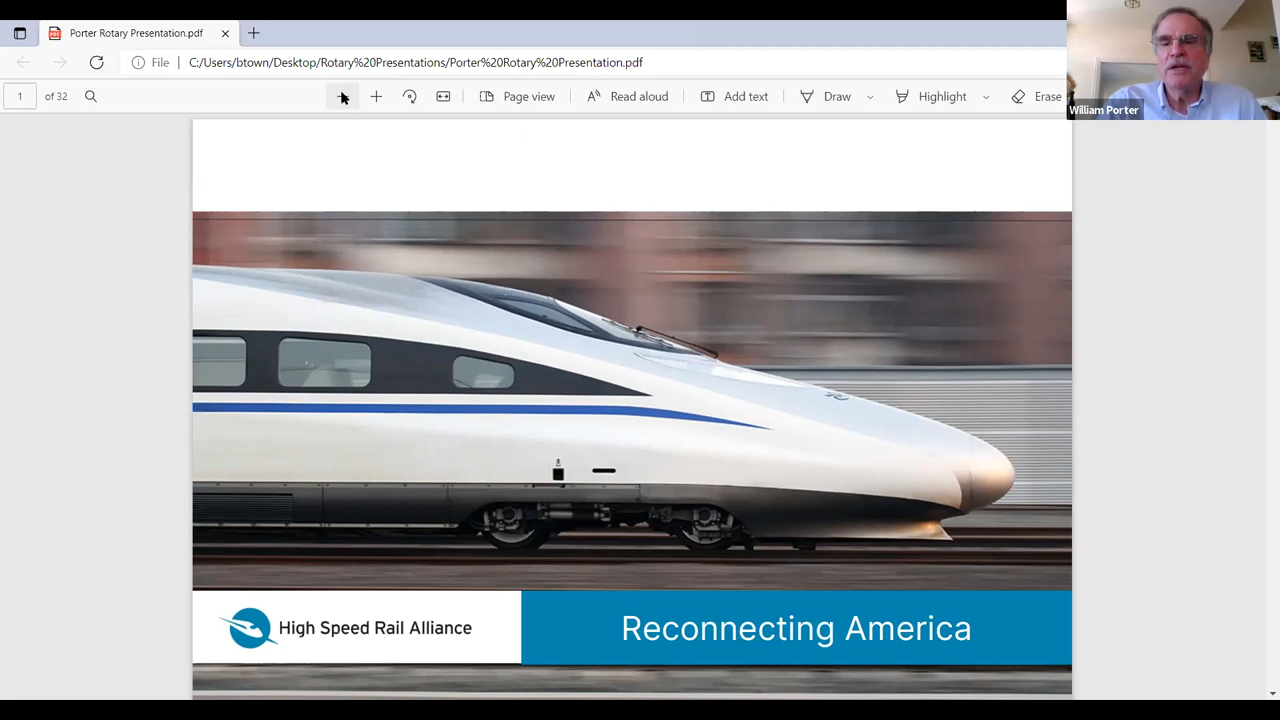 Porter Rotary Presentation.pdf
File
C:/Users/btown/Desktop/Rotary%20Presentations/Porter%20Rotary%20Presentation.pdf
1 of 32
Page view
Read aloud
Add text
Draw
Highlight
Erase
William Porter
High Speed Rail Alliance
Reconnecting America